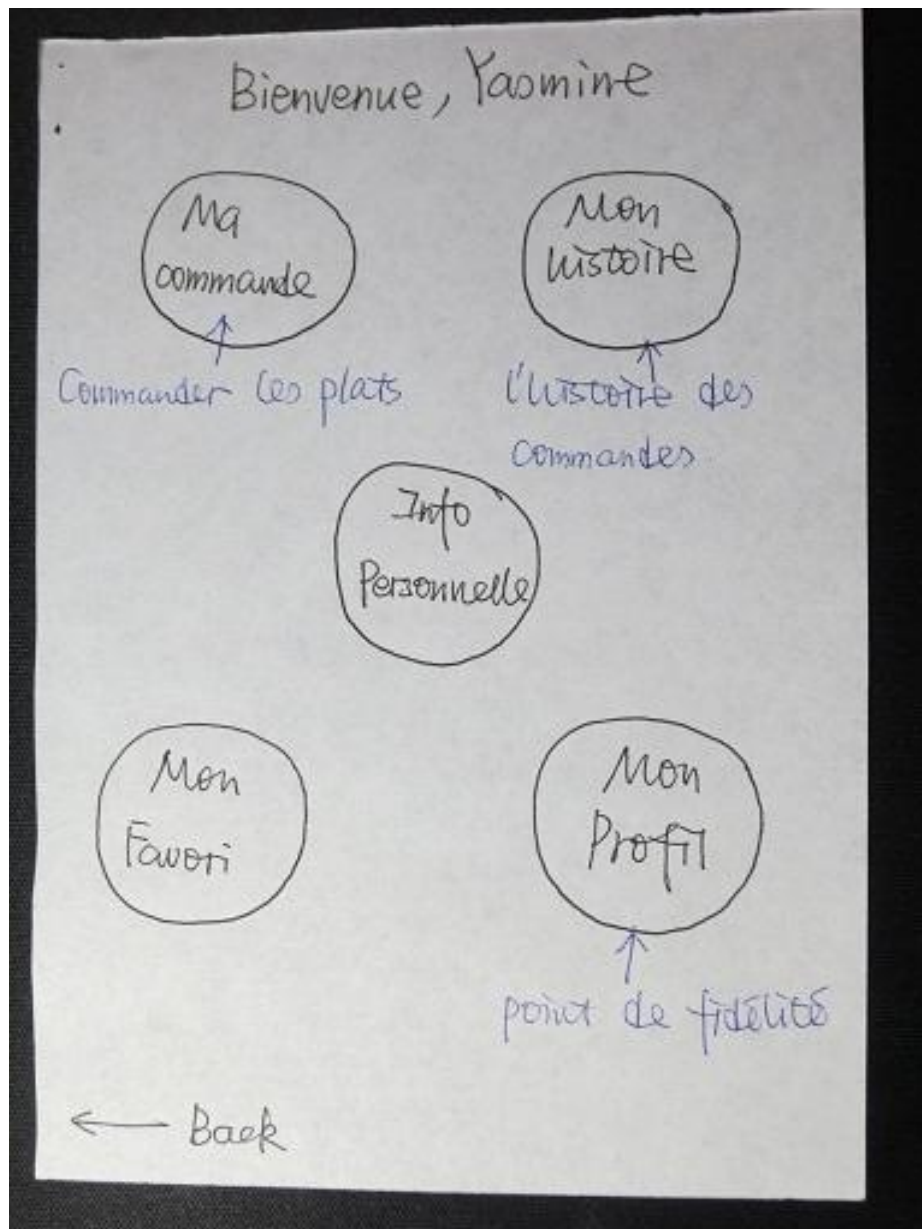 Bienvenue, Yasmine
Ma
commande
Mon
histoire
Commander les plats
l'histoire des
commandes
Info
Personnelle
Mon
Favori
Mon
Profil
point de fidélité
← Back